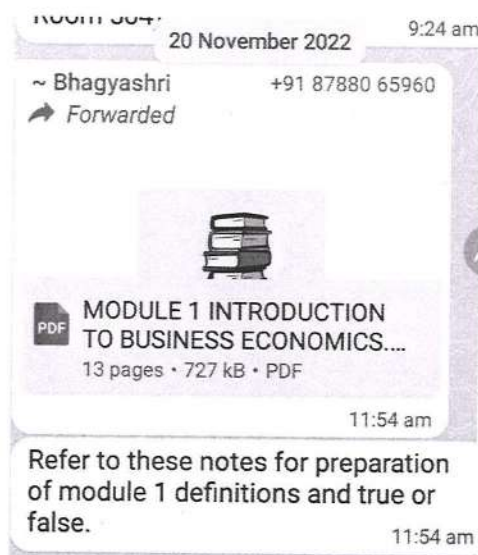 20 November 2022
9:24 am
~ Bhagyashri +91 87880 65960
Forwarded
PDF
MODULE 1 INTRODUCTION
TO BUSINESS ECONOMICS....
13 pages • 727 kB • PDF
11:54 am
Refer to these notes for preparation
of module 1 definitions and true or
false.
11:54 am